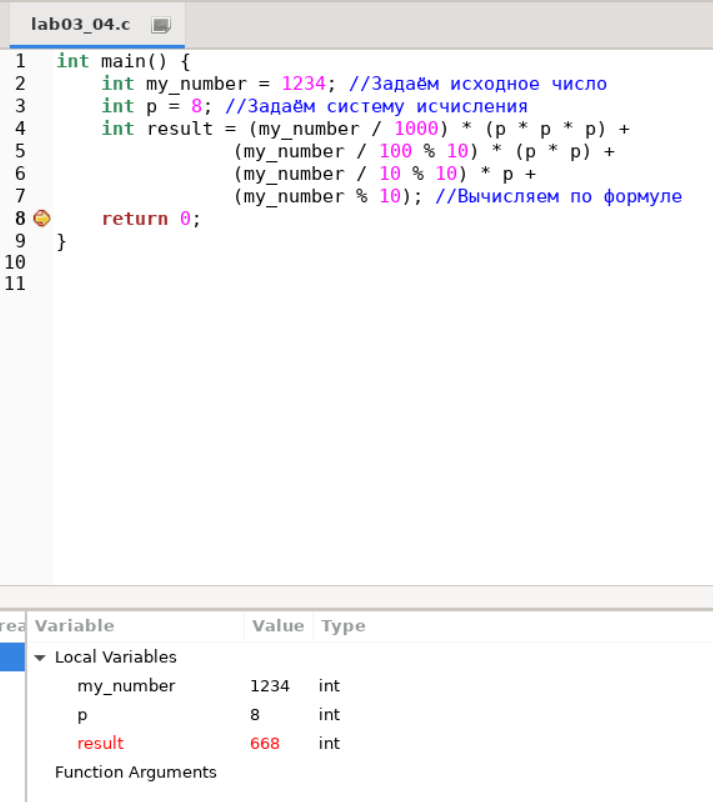 lab03_04.c
1 int main() {
2 int my_number = 1234; //Задаём исходное число
3 int p = 8; //Задаём систему исчисления
4 int result = (my_number / 1000) * (p * p * p) +
5 (my_number / 100 % 10) * (p * p) +
6 (my_number / 10 % 10) * p +
7 (my_number % 10); //Вычисляем по формуле
8 return 0;
9 }
10
11
rea Variable Value Type
Local Variables
my_number 1234 int
p 8 int
result 668 int
Function Arguments